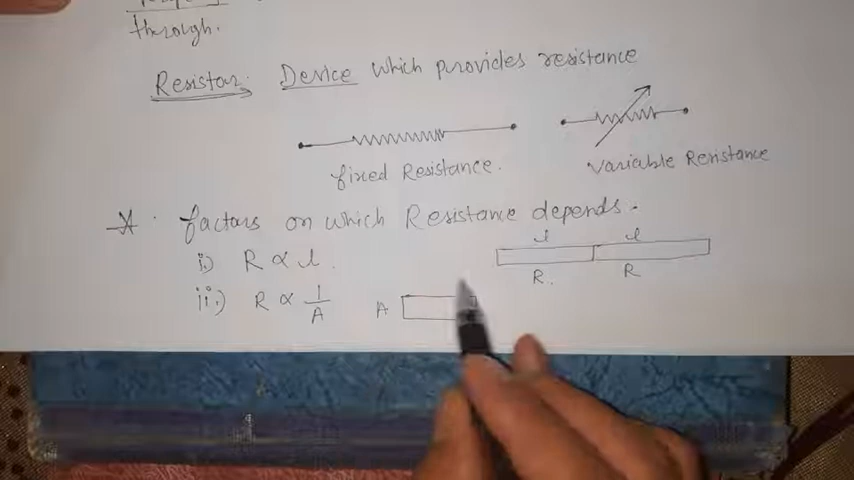 through.
Resistor. Device which provides resistance
fixed Resistance.
variable Resistance
* factors on which Resistance depends.
l l
i) R ∝ l.
R. R
ii.) R ∝ 1/A
A